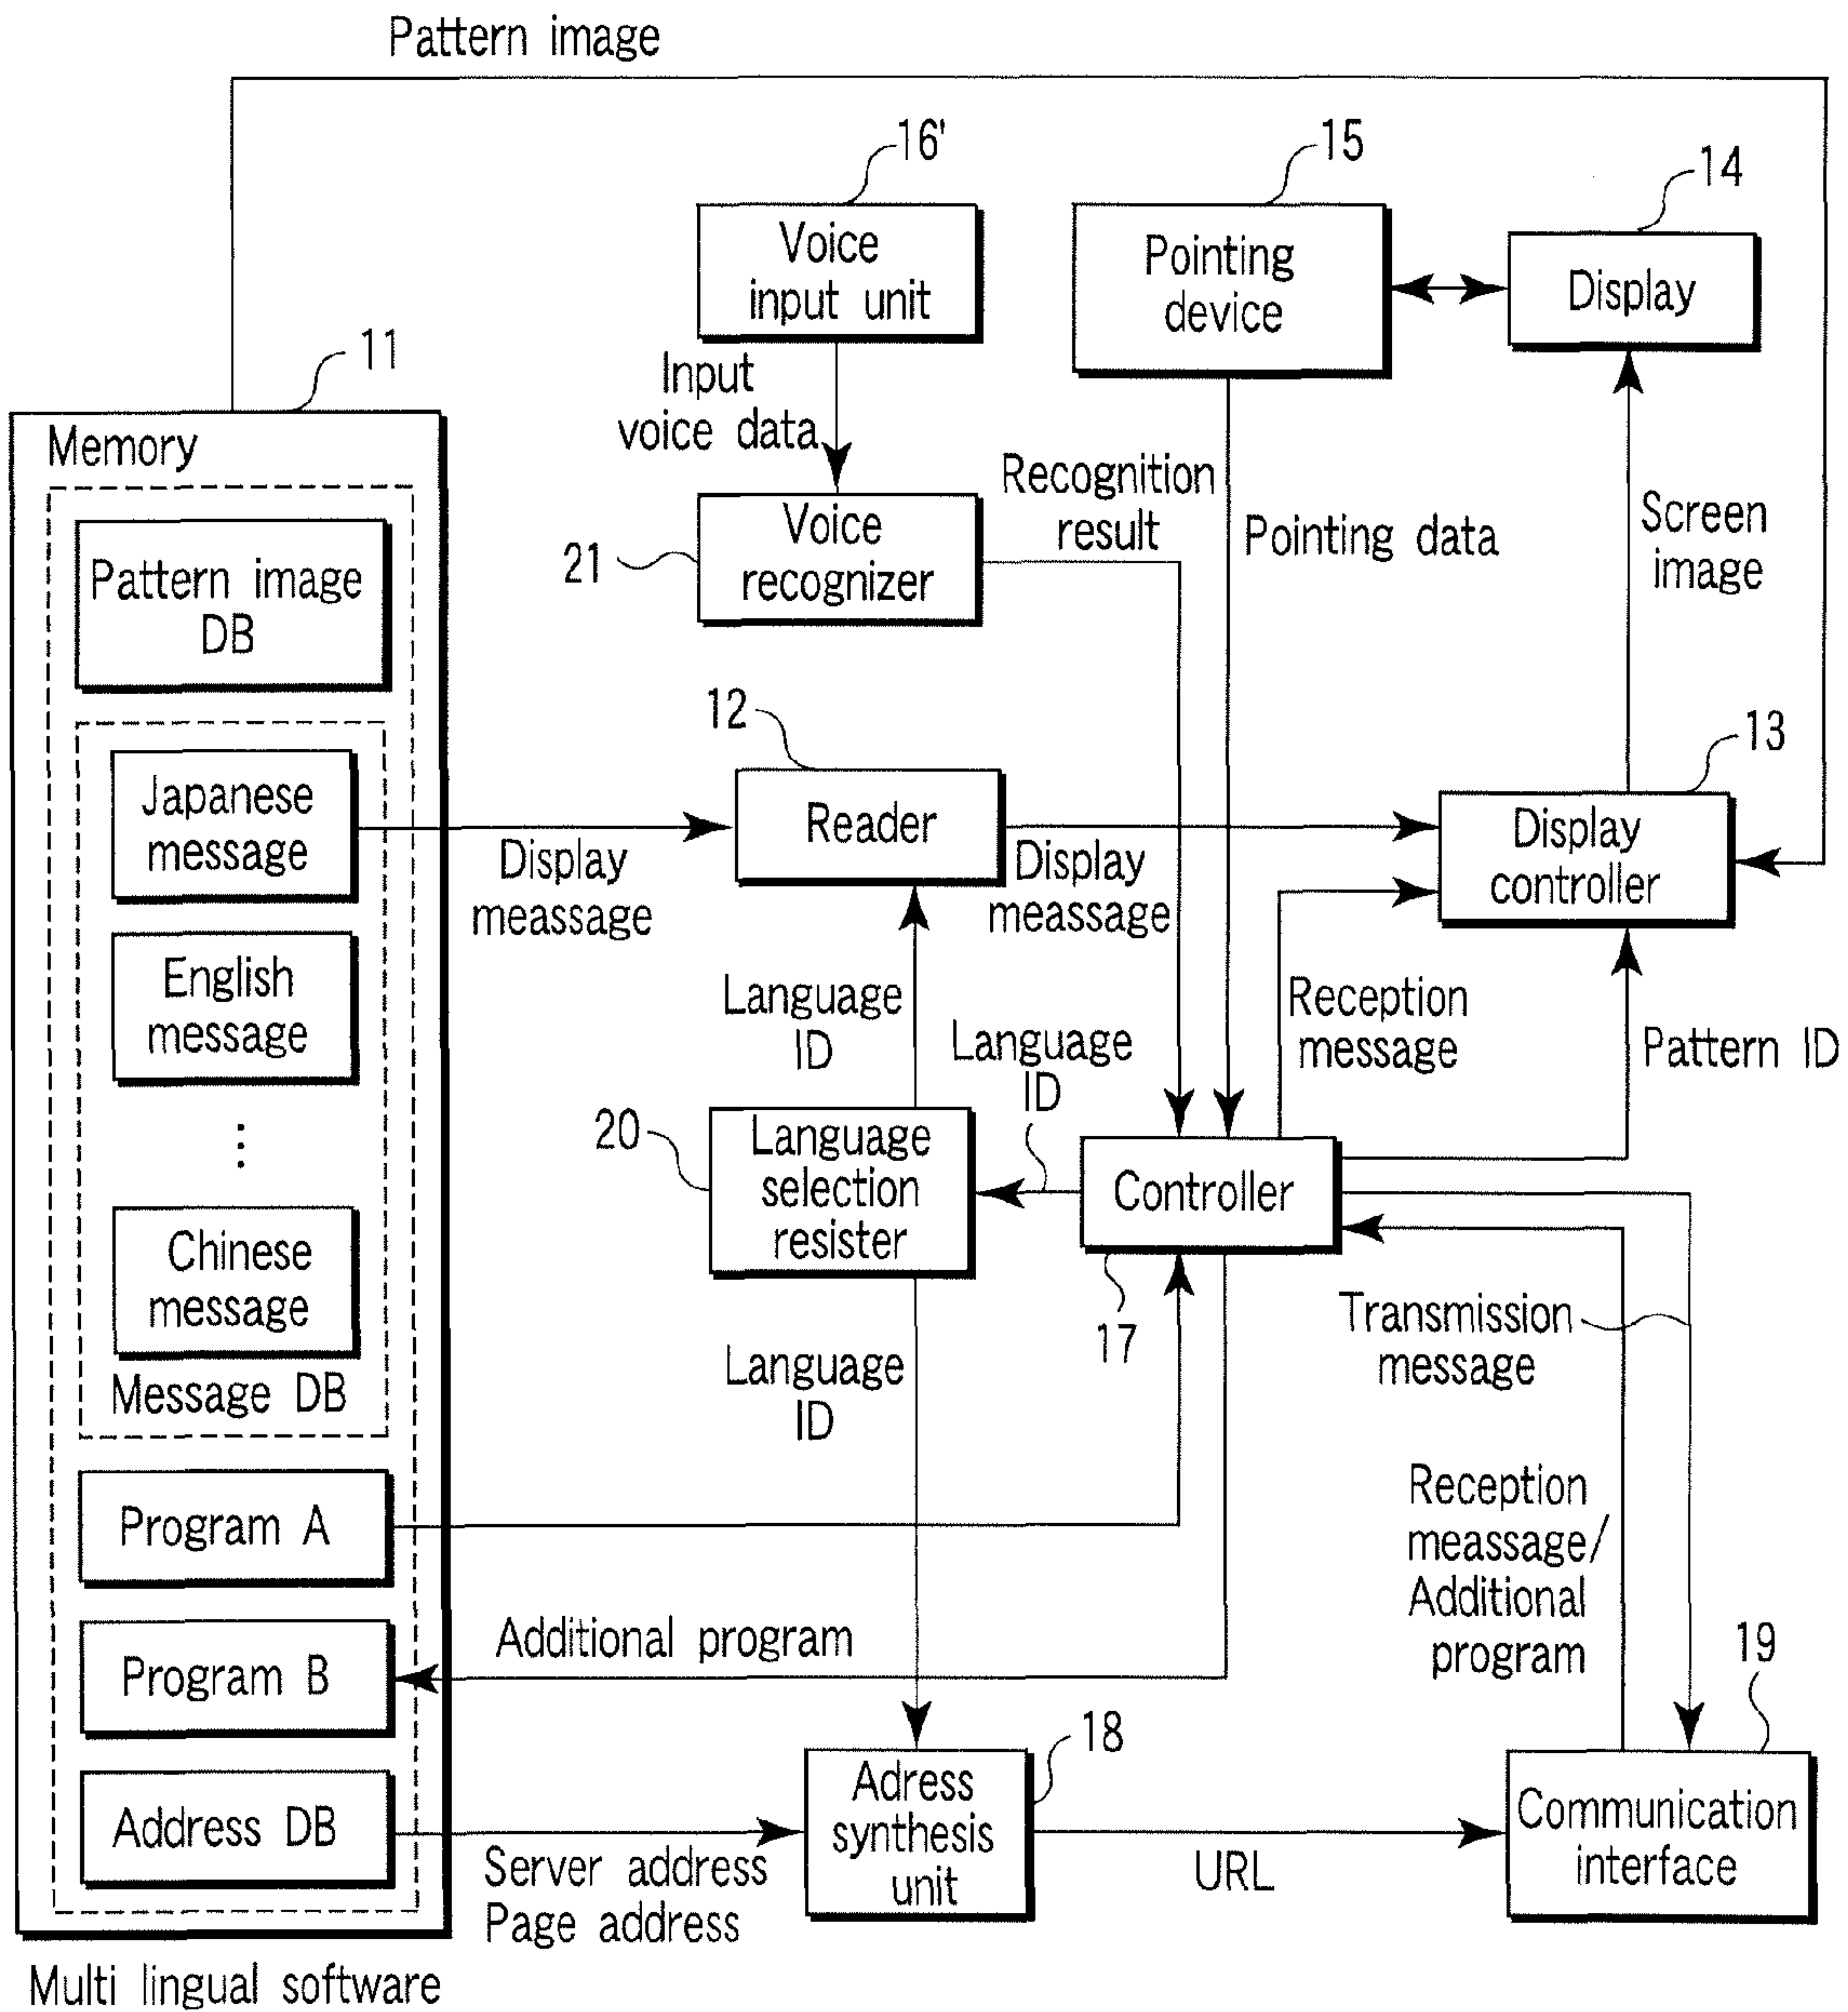 Pattern image
16'
15
14
Voice
input unit
Pointing
device
Display
11
Input
voice data
Memory
Recognition
result
Pointing data
Screen
image
Pattern image
DB
21
Voice
recognizer
12
13
Japanese
message
Reader
Display
controller
Display
meassage
Display
meassage
English
message
Language
ID
Language
ID
Reception
message
Pattern ID
⋮
20
Language
selection
resister
Controller
Chinese
message
17
Transmission
message
Message DB
Language
ID
Program A
Reception
meassage/
Additional
program
Program B
Additional program
19
18
Address DB
Adress
synthesis
unit
Communication
interface
Server address
Page address
URL
Multi lingual software